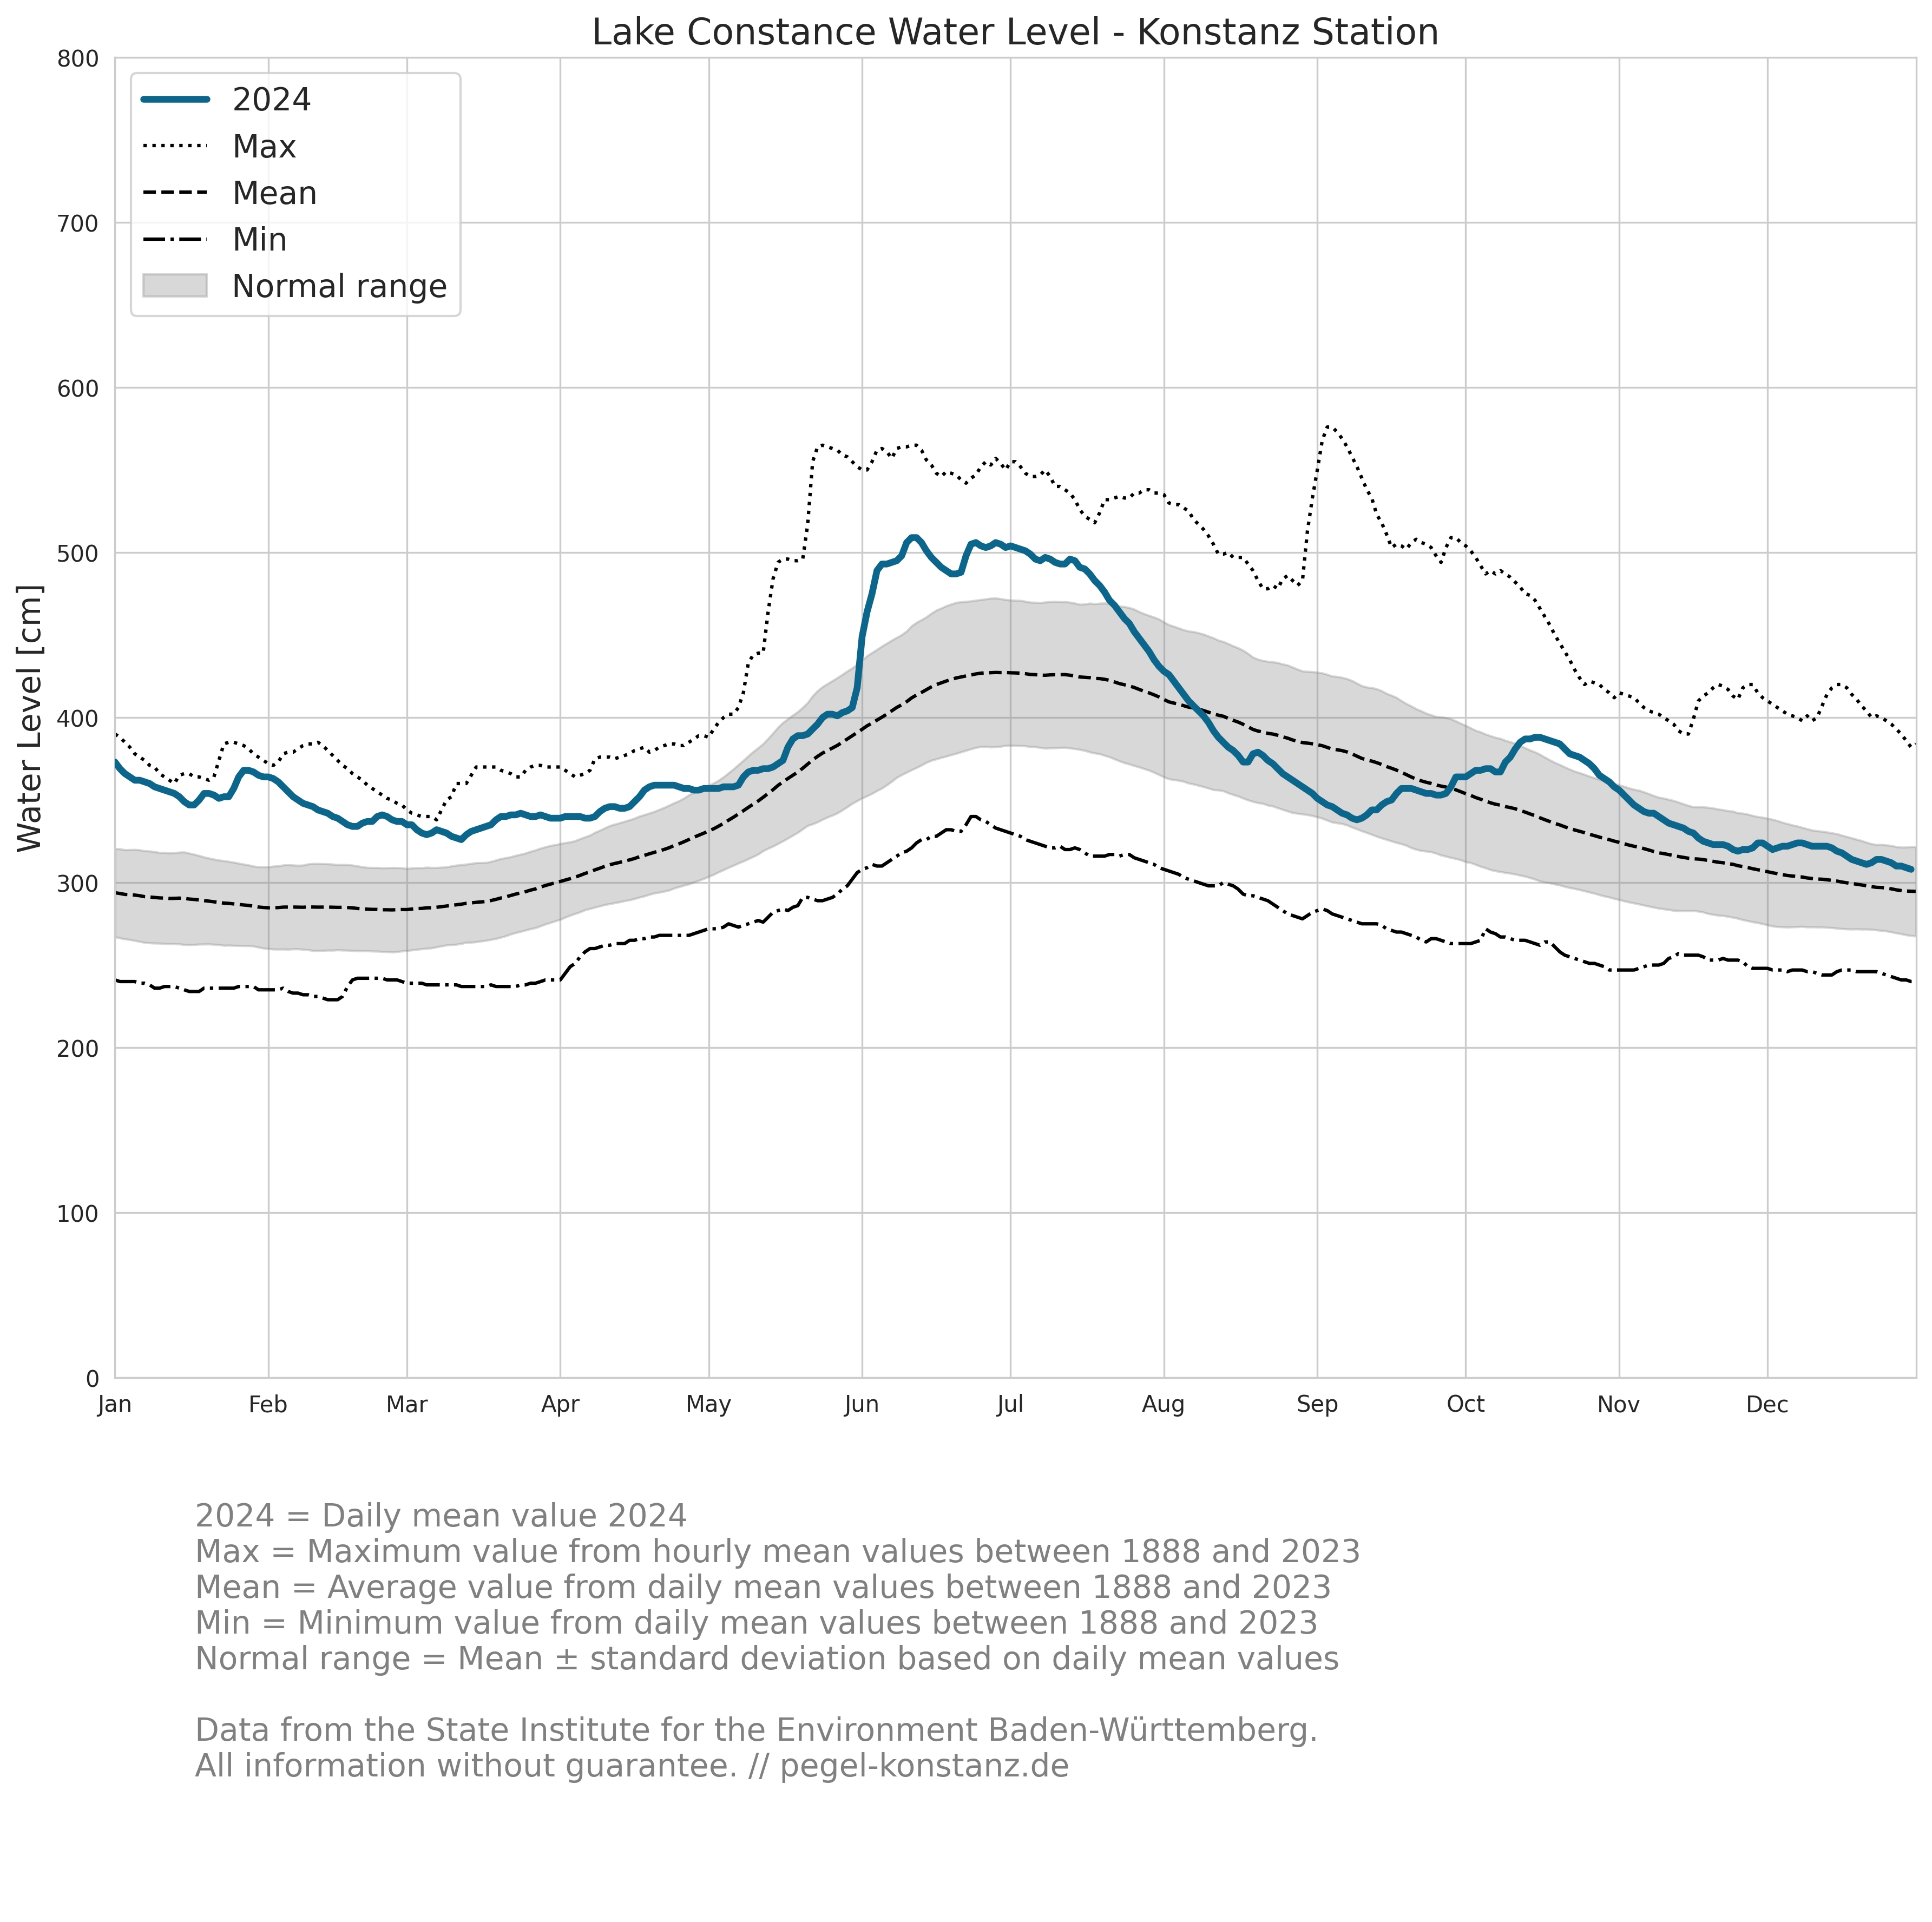 Lake Constance Water Level - Konstanz Station
800
700
600
500
400
300
200
100
0
Water Level [cm]
2024
Max
Mean
Min
Normal range
Jan Feb Mar Apr May Jun Jul Aug Sep Oct Nov Dec
2024 = Daily mean value 2024
Max = Maximum value from hourly mean values between 1888 and 2023
Mean = Average value from daily mean values between 1888 and 2023
Min = Minimum value from daily mean values between 1888 and 2023
Normal range = Mean ± standard deviation based on daily mean values
Data from the State Institute for the Environment Baden-Württemberg.
All information without guarantee. // pegel-konstanz.de